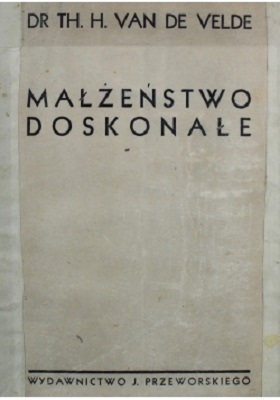 DR TH. H. VAN DE VELDE
MAŁŻEŃSTWO
DOSKONAŁE
WYDAWNICTWO J. PRZEWORSKIEGO